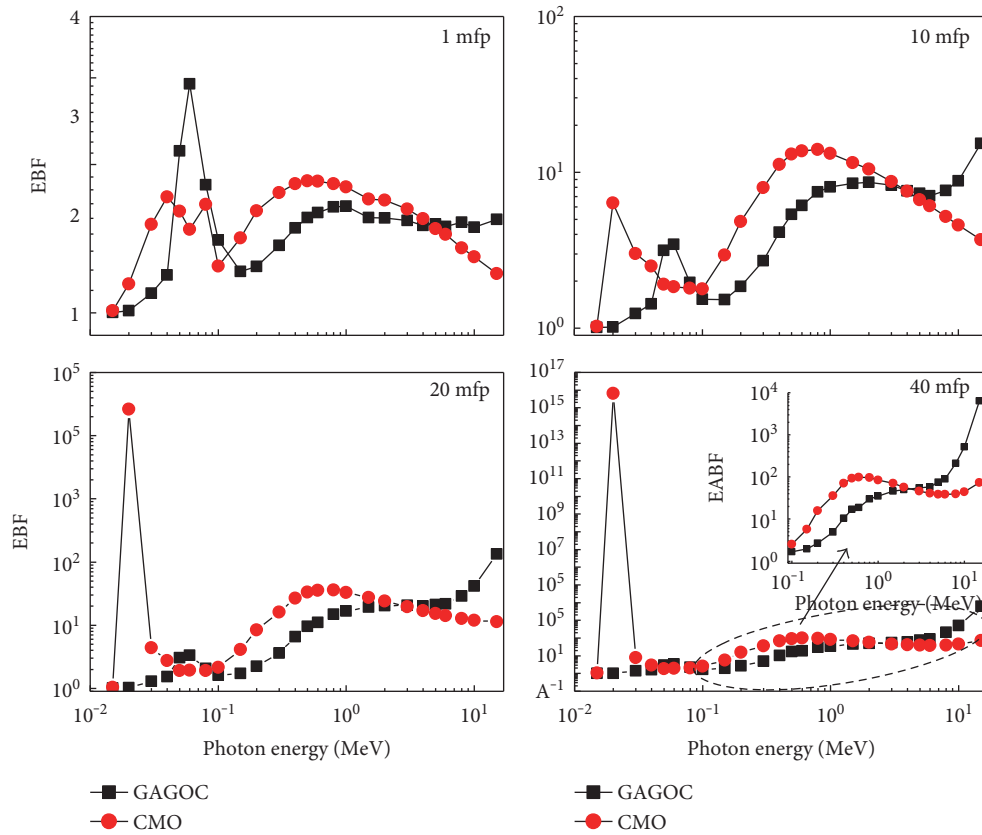 4
3
2
1
EBF
1 mfp
10²
10¹
10⁰
10 mfp
10⁵
10⁵
10³
10²
10¹
10⁰
EBF
20 mfp
10⁻²
10⁻¹
10⁰
10¹
Photon energy (MeV)
10¹⁷
10¹⁵
10¹³
10¹¹
10⁹
10⁷
10⁵
10³
10¹
A⁻¹
40 mfp
EABF
10⁴
10³
10²
10¹
10⁰
10⁻¹
10⁰
10¹
Photon energy (MeV)
10⁻²
10⁻¹
10⁰
10¹
Photon energy (MeV)
GAGOC
CMO
GAGOC
CMO